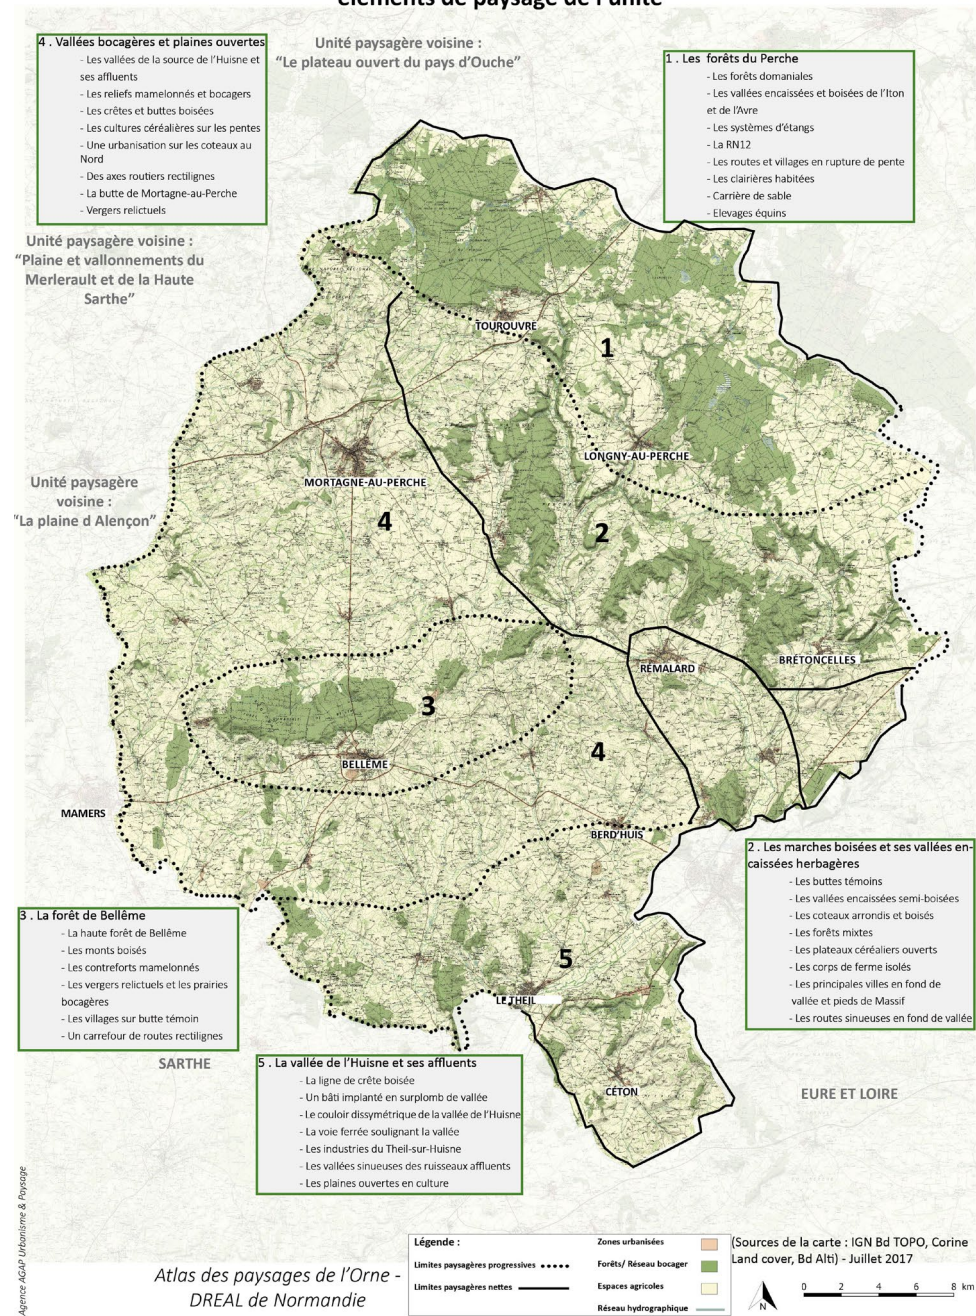 éléments de paysage de l'unité
4 . Vallées bocagères et plaines ouvertes
- Les vallées de la source de l'Huisne et
ses affluents
- Les reliefs mamelonnés et bocagers
- Les crêtes et buttes boisées
- Les cultures céréalières sur les pentes
- Une urbanisation sur les coteaux au
Nord
- Des axes routiers rectilignes
- La butte de Mortagne-au-Perche
- Vergers relictuels
Unité paysagère voisine :
“Le plateau ouvert du pays d'Ouche”
1 . Les forêts du Perche
- Les forêts domaniales
- Les vallées encaissées et boisées de l'Iton
et de l'Avre
- Les systèmes d'étangs
- La RN12
- Les routes et villages en rupture de pente
- Les clairières habitées
- Carrière de sable
- Elevages équins
Unité paysagère voisine :
“Plaine et vallonnements du
Merlerault et de la Haute
Sarthe”
TOUROUVRE
1
LONGNY-AU-PERCHE
MORTAGNE-AU-PERCHE
Unité paysagère
voisine :
“La plaine d Alençon”
4
2
RÉMALARD
BRÉTONCELLES
3
4
BELLÊME
MAMERS
BERD'HUIS
2 . Les marches boisées et ses vallées en-
caissées herbagères
- Les buttes témoins
- Les vallées encaissées semi-boisées
- Les coteaux arrondis et boisés
- Les forêts mixtes
- Les plateaux céréaliers ouverts
- Les corps de ferme isolés
- Les principales villes en fond de
vallée et pieds de Massif
- Les routes sinueuses en fond de vallée
3 . La forêt de Bellême
- La haute forêt de Bellême
- Les monts boisés
- Les contreforts mamelonnés
- Les vergers relictuels et les prairies
bocagères
- Les villages sur butte témoin
- Un carrefour de routes rectilignes
5
LE THEIL
SARTHE
CÉTON
EURE ET LOIRE
5 . La vallée de l'Huisne et ses affluents
- La ligne de crête boisée
- Un bâti implanté en surplomb de vallée
- Le couloir dissymétrique de la vallée de l'Huisne
- La voie ferrée soulignant la vallée
- Les industries du Theil-sur-Huisne
- Les vallées sinueuses des ruisseaux affluents
- Les plaines ouvertes en culture
Agence AGAP Urbanisme & Paysage
Atlas des paysages de l'Orne -
DREAL de Normandie
Légende :
Limites paysagères progressives
Limites paysagères nettes
Zones urbanisées
Forêts/ Réseau bocager
Espaces agricoles
Réseau hydrographique
(Sources de la carte : IGN Bd TOPO, Corine
Land cover, Bd Alti) - Juillet 2017
N
0 2 4 6 8 km